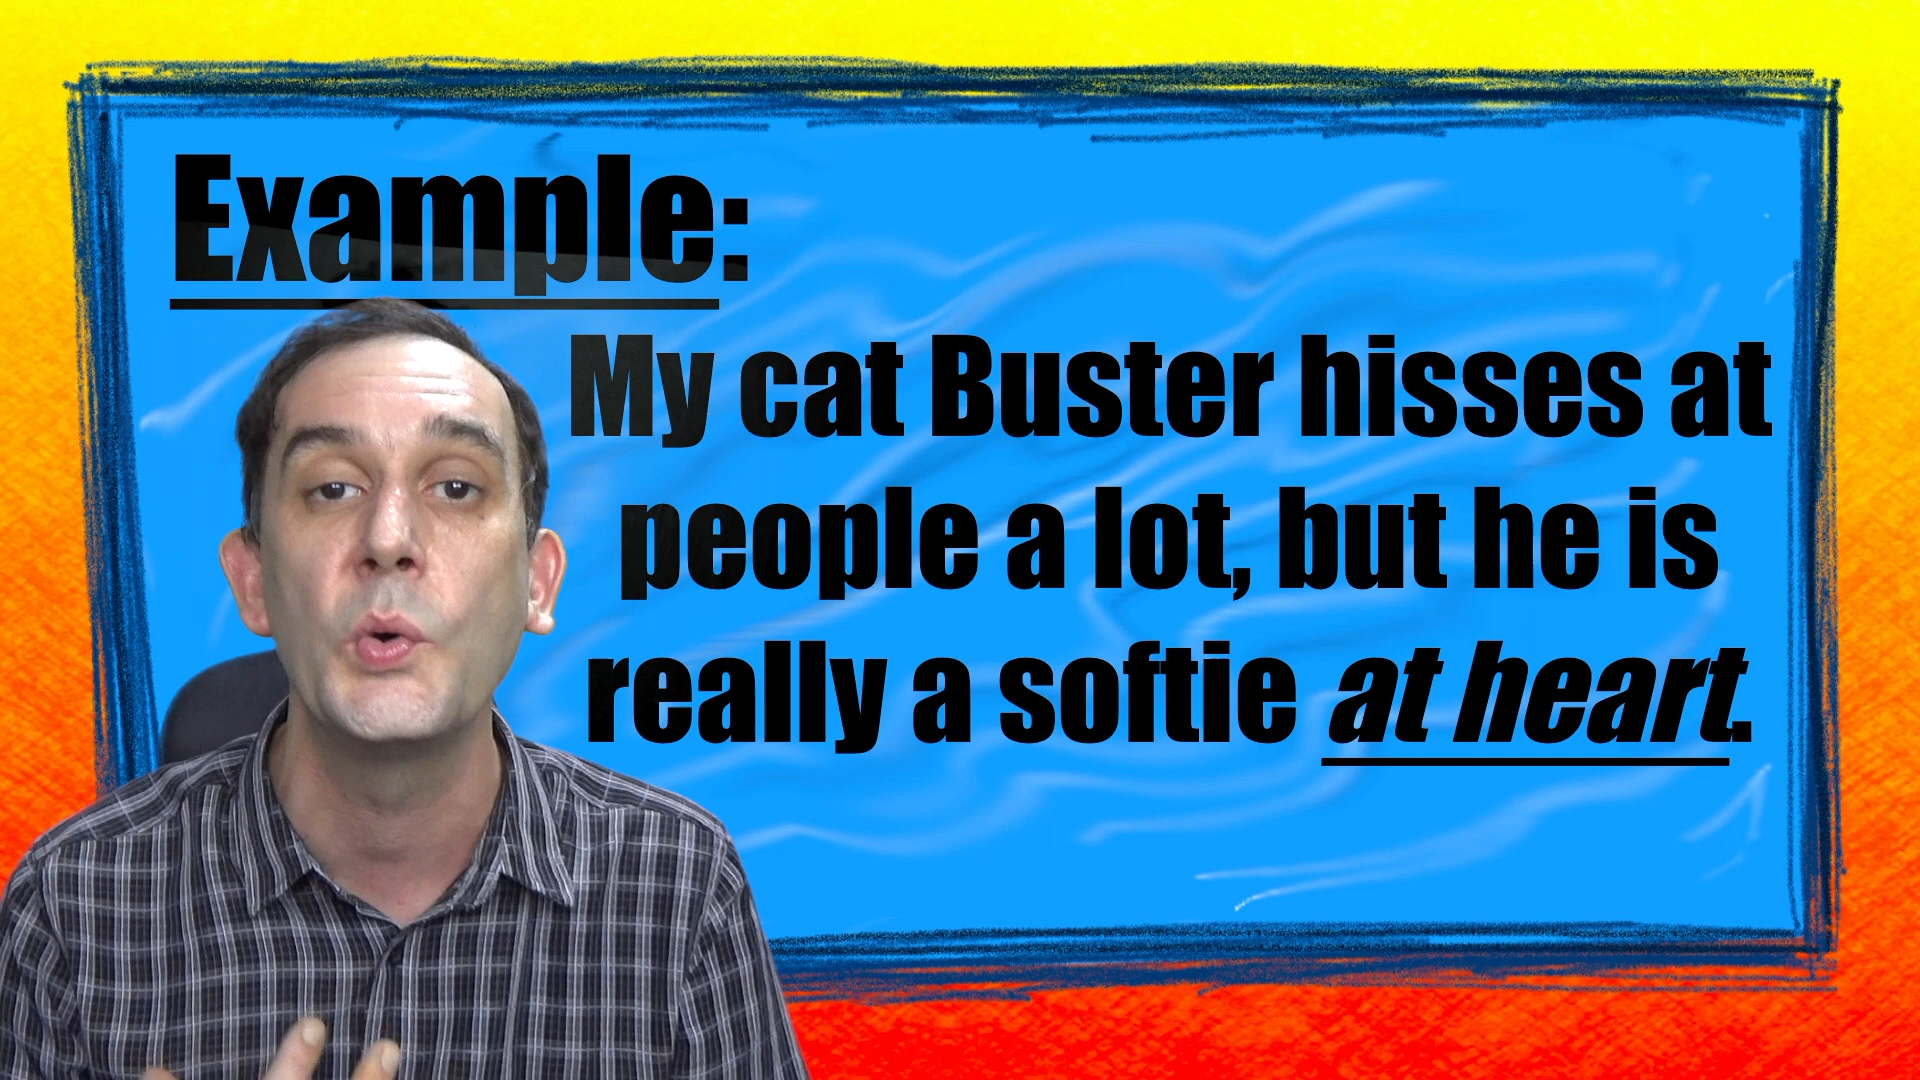 Example:
My cat Buster hisses at
people a lot, but he is
really a softie at heart.